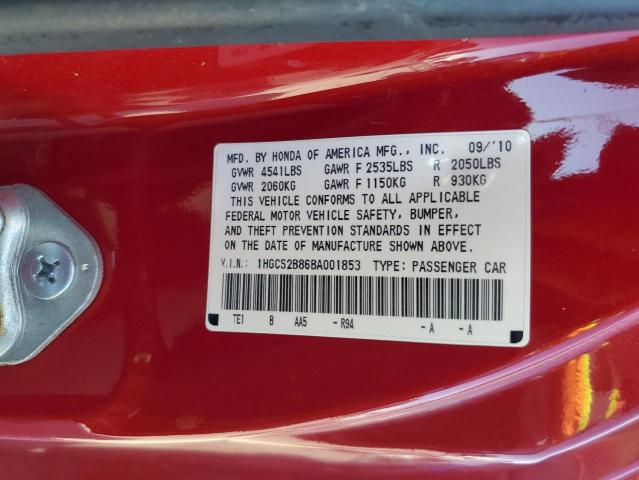 MFD. BY HONDA OF AMERICA MFG., INC. 09/'10
GVWR 4541LBS GAWR F 2535LBS R 2050LBS
GVWR 2060KG GAWR F 1150KG R 930KG
THIS VEHICLE CONFORMS TO ALL APPLICABLE
FEDERAL MOTOR VEHICLE SAFETY, BUMPER,
AND THEFT PREVENTION STANDARDS IN EFFECT
ON THE DATE OF MANUFACTURE SHOWN ABOVE.
V.I.N.: 1HGCS2B86BA001853 TYPE: PASSENGER CAR
TE1 B AA5 - R94 - A - A